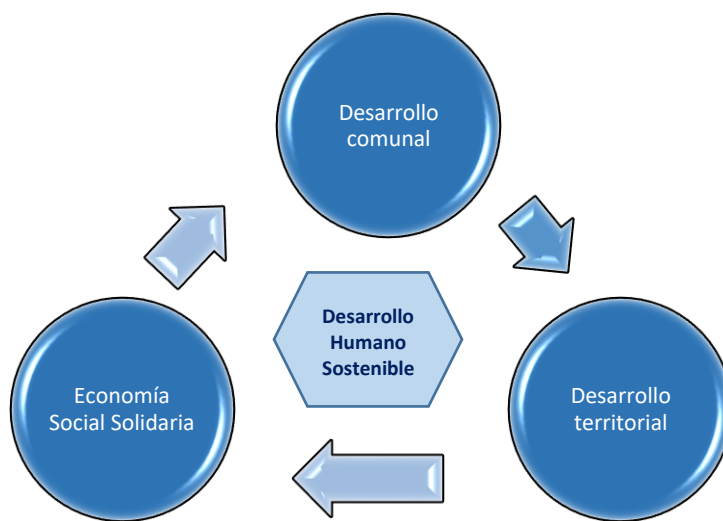 Desarrollo
comunal
Desarrollo
Humano
Sostenible
Economía
Social Solidaria
Desarrollo
territorial